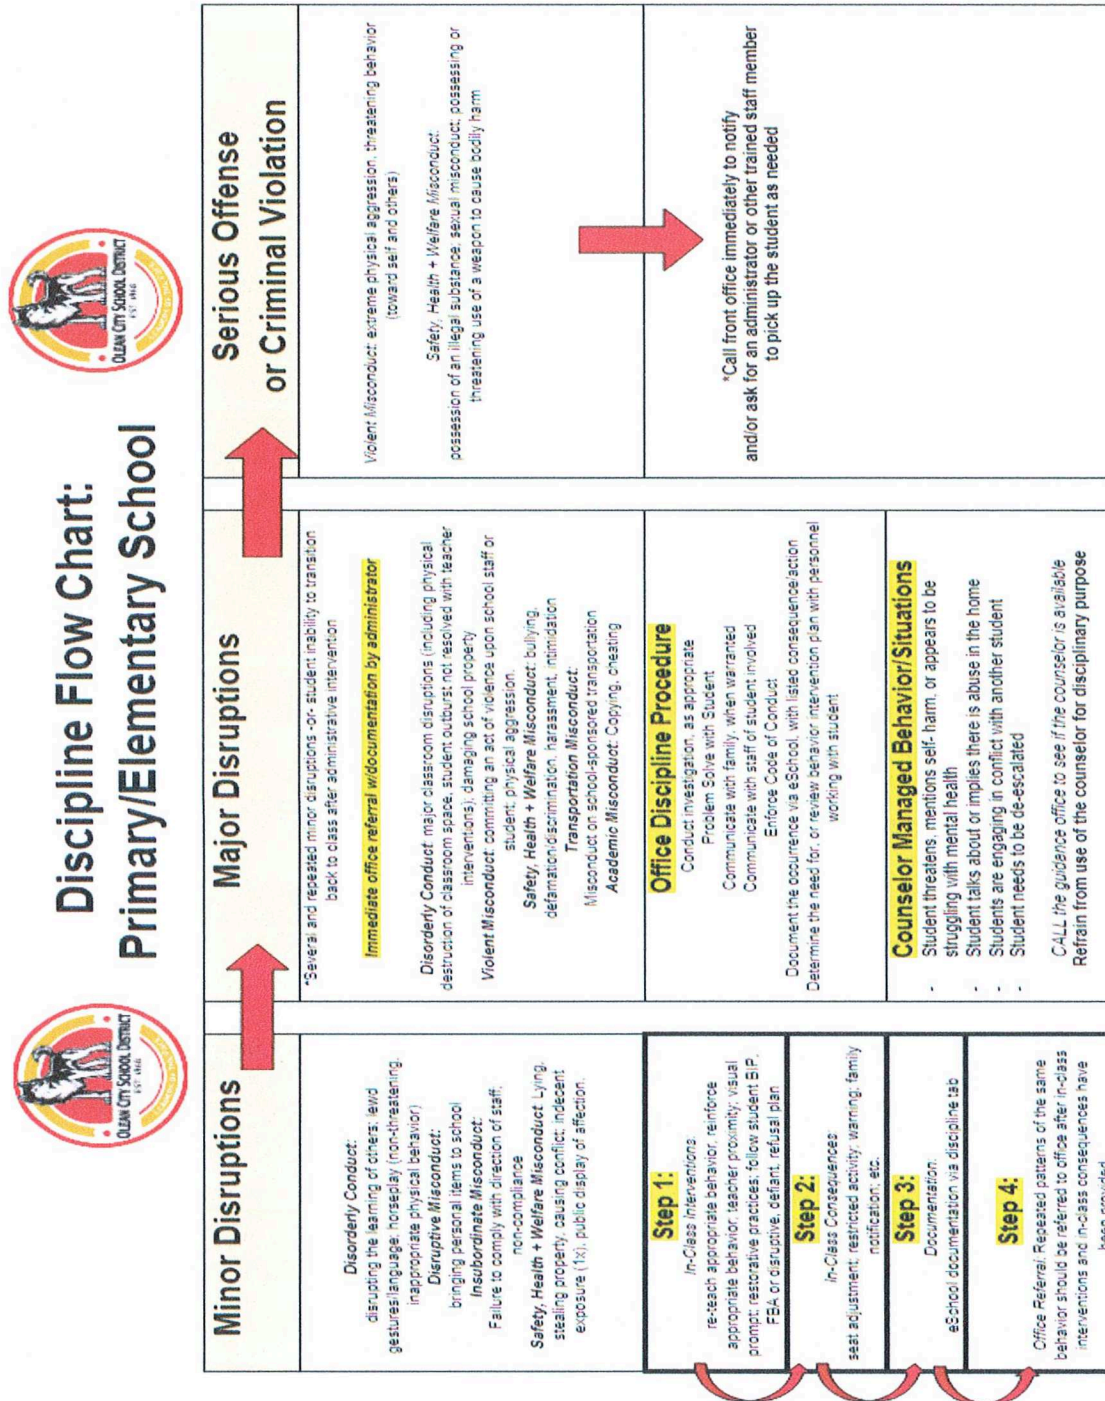 Discipline Flow Chart:
Primary/Elementary School
OLEAN CITY SCHOOL DISTRICT
OLEAN CITY SCHOOL DISTRICT
Minor Disruptions
Disorderly Conduct:
disrupting the learning of others; lewd
gestures/language; horseplay (non-threatening,
inappropriate physical behavior)
Disruptive Misconduct:
bringing personal items to school
Insubordinate Misconduct:
Failure to comply with direction of staff;
non-compliance
Safety, Health + Welfare Misconduct: Lying,
stealing property, causing conflict; indecent
exposure (1x), public display of affection.
Step 1:
In-Class Interventions:
re-teach appropriate behavior, reinforce
appropriate behavior; teacher proximity; visual
prompt; restorative practices; follow student BIP,
FBA or disruptive, defiant, refusal plan
Step 2:
In-Class Consequences:
seat adjustment; restricted activity; warning; family
notification; etc.
Step 3:
Documentation:
eSchool documentation via discipline tab
Step 4:
Office Referral: Repeated patterns of the same
behavior should be referred to office after in-class
interventions and in-class consequences have
been provided
Major Disruptions
*Several and repeated minor disruptions -or- student inability to transition
back to class after administrative intervention
Immediate office referral w/documentation by administrator
Disorderly Conduct: major classroom disruptions (including physical
destruction of classroom space, student outburst not resolved with teacher
interventions); damaging school property
Violent Misconduct: committing an act of violence upon school staff or
student; physical aggression.
Safety, Health + Welfare Misconduct: bullying,
defamation/discrimination, harassment, intimidation
Transportation Misconduct:
Misconduct on school-sponsored transportation
Academic Misconduct: Copying, cheating
Office Discipline Procedure
Conduct investigation, as appropriate
Problem Solve with Student
Communicate with family, when warranted
Communicate with staff of student involved
Enforce Code of Conduct
Document the occurrence via eSchool, with listed consequence/action
Determine the need for, or review behavior intervention plan with personnel
working with student
Counselor Managed Behavior/Situations
- Student threatens, mentions self- harm, or appears to be
struggling with mental health
- Student talks about or implies there is abuse in the home
- Students are engaging in conflict with another student
- Student needs to be de-escalated
CALL the guidance office to see if the counselor is available
Refrain from use of the counselor for disciplinary purpose
Serious Offense
or Criminal Violation
Violent Misconduct: extreme physical aggression, threatening behavior
(toward self and others)
Safety, Health + Welfare Misconduct:
possession of an illegal substance; sexual misconduct; possessing or
threatening use of a weapon to cause bodily harm
*Call front office immediately to notify
and/or ask for an administrator or other trained staff member
to pick up the student as needed